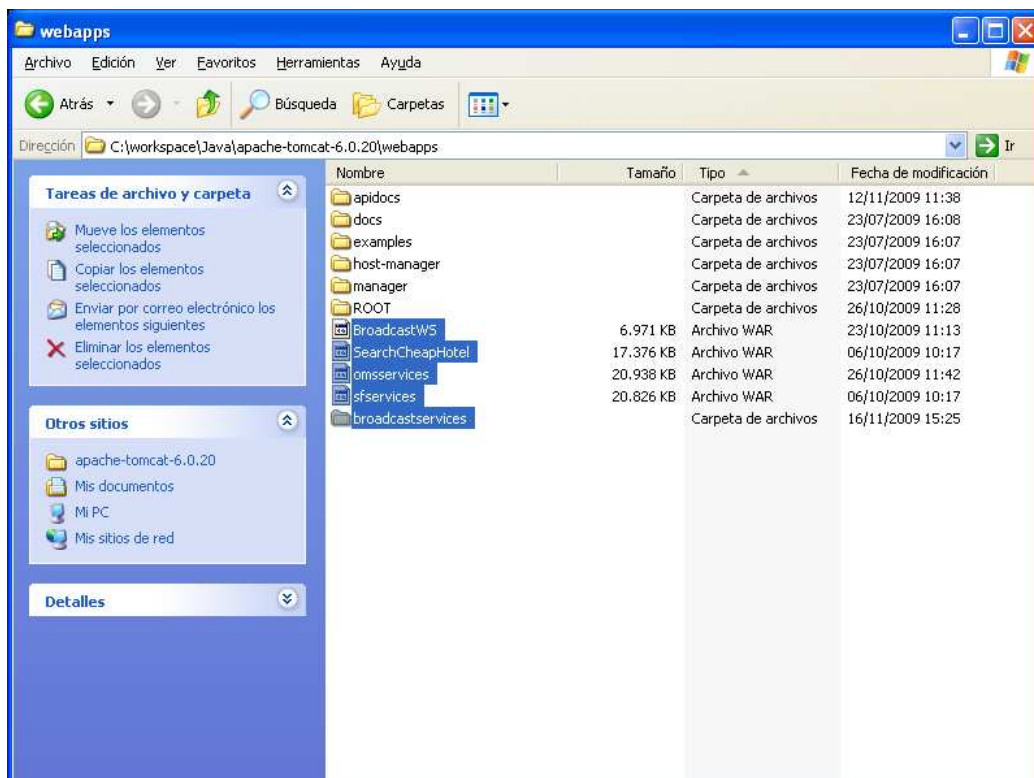 webapps
Archivo Edición Ver Favoritos Herramientas Ayuda
Atrás Búsqueda Carpetas
Dirección C:\workspace\Java\apache-tomcat-6.0.20\webapps Ir
Tareas de archivo y carpeta
Mueve los elementos
seleccionados
Copiar los elementos
seleccionados
Enviar por correo electrónico los
elementos siguientes
Eliminar los elementos
seleccionados
Otros sitios
apache-tomcat-6.0.20
Mis documentos
Mi PC
Mis sitios de red
Detalles
Nombre Tamaño Tipo Fecha de modificación
apidocs Carpeta de archivos 12/11/2009 11:38
docs Carpeta de archivos 23/07/2009 16:08
examples Carpeta de archivos 23/07/2009 16:07
host-manager Carpeta de archivos 23/07/2009 16:07
manager Carpeta de archivos 23/07/2009 16:07
ROOT Carpeta de archivos 26/10/2009 11:28
BroadcastWS 6.971 KB Archivo WAR 23/10/2009 11:13
SearchCheapHotel 17.376 KB Archivo WAR 06/10/2009 10:17
omsservices 20.938 KB Archivo WAR 26/10/2009 11:42
sfservices 20.826 KB Archivo WAR 06/10/2009 10:17
broadcastservices Carpeta de archivos 16/11/2009 15:25